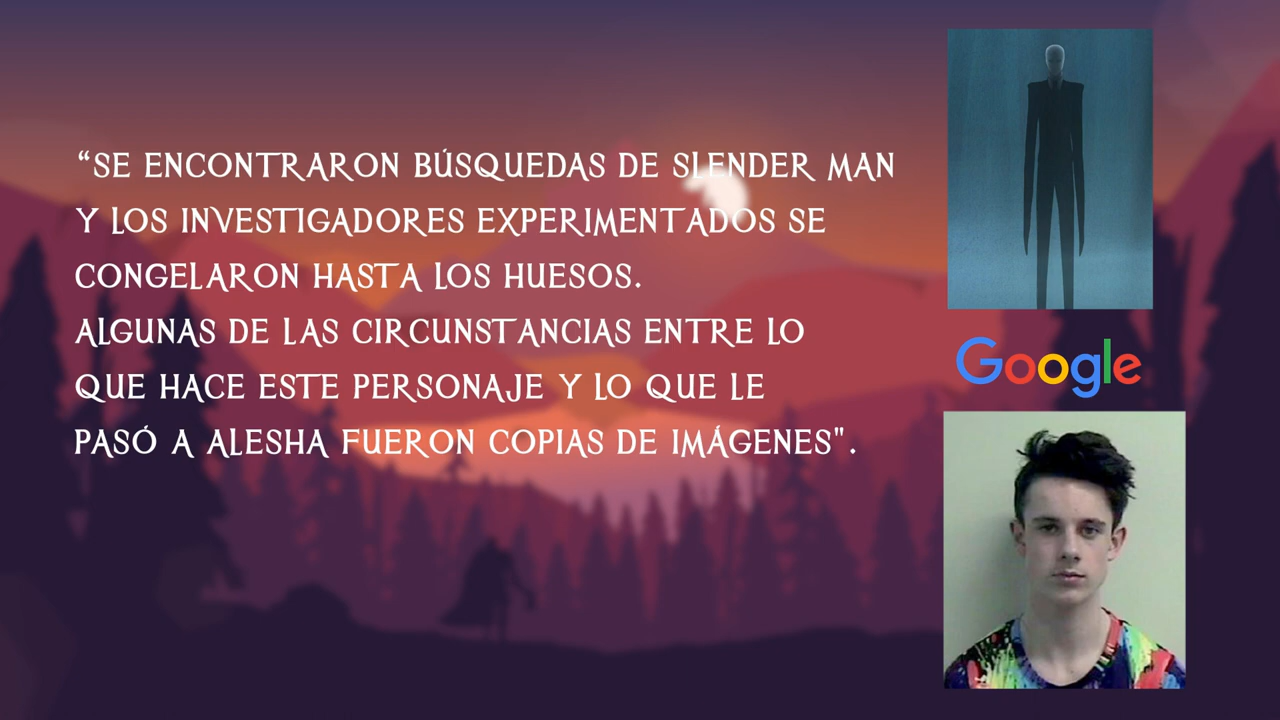 “SE ENCONTRARON BÚSQUEDAS DE SLENDER MAN
Y LOS INVESTIGADORES EXPERIMENTADOS SE
CONGELARON HASTA LOS HUESOS.
ALGUNAS DE LAS CIRCUNSTANCIAS ENTRE LO
QUE HACE ESTE PERSONAJE Y LO QUE LE
PASÓ A ALESHA FUERON COPIAS DE IMÁGENES".
Google